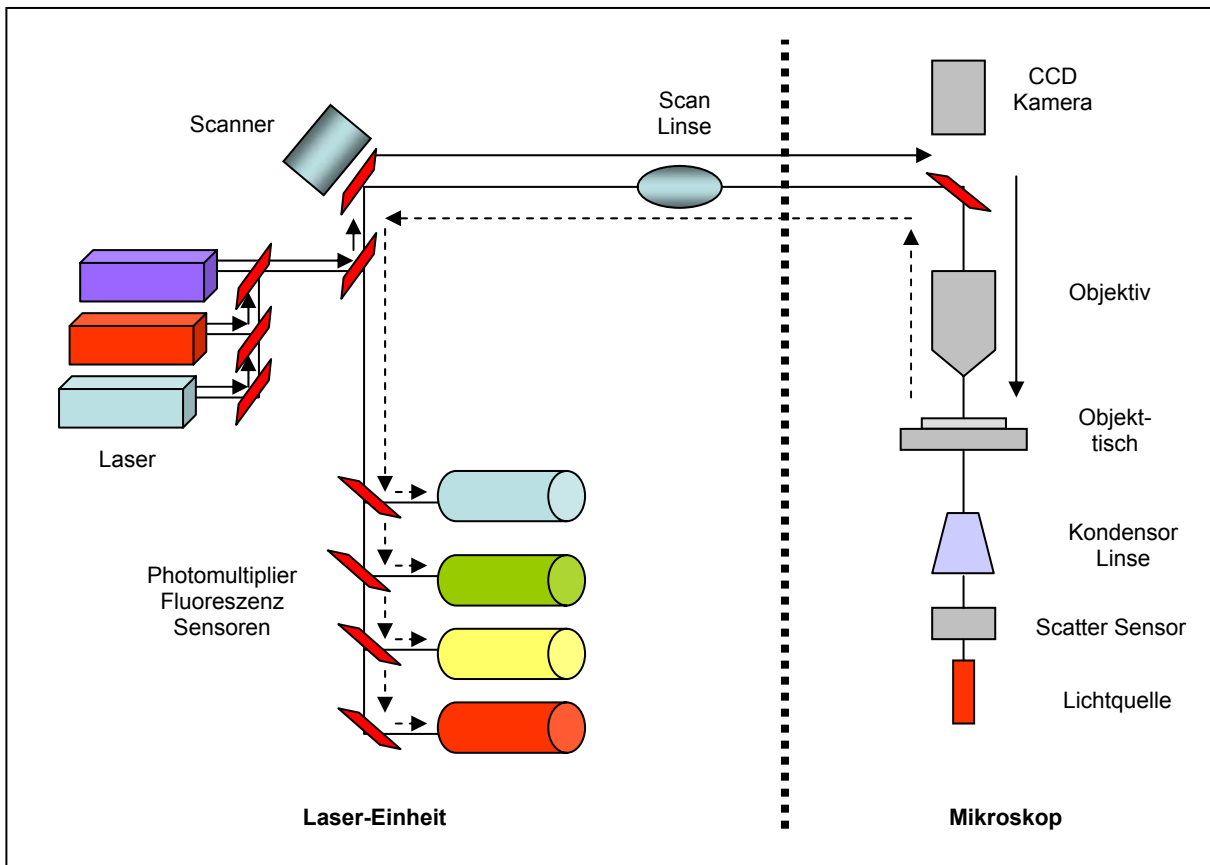 CCD
Kamera
Scan
Linse
Scanner
Objektiv
Laser
Objekt-
tisch
Kondensor
Linse
Photomultiplier
Fluoreszenz
Sensoren
Scatter Sensor
Lichtquelle
Laser-Einheit
Mikroskop